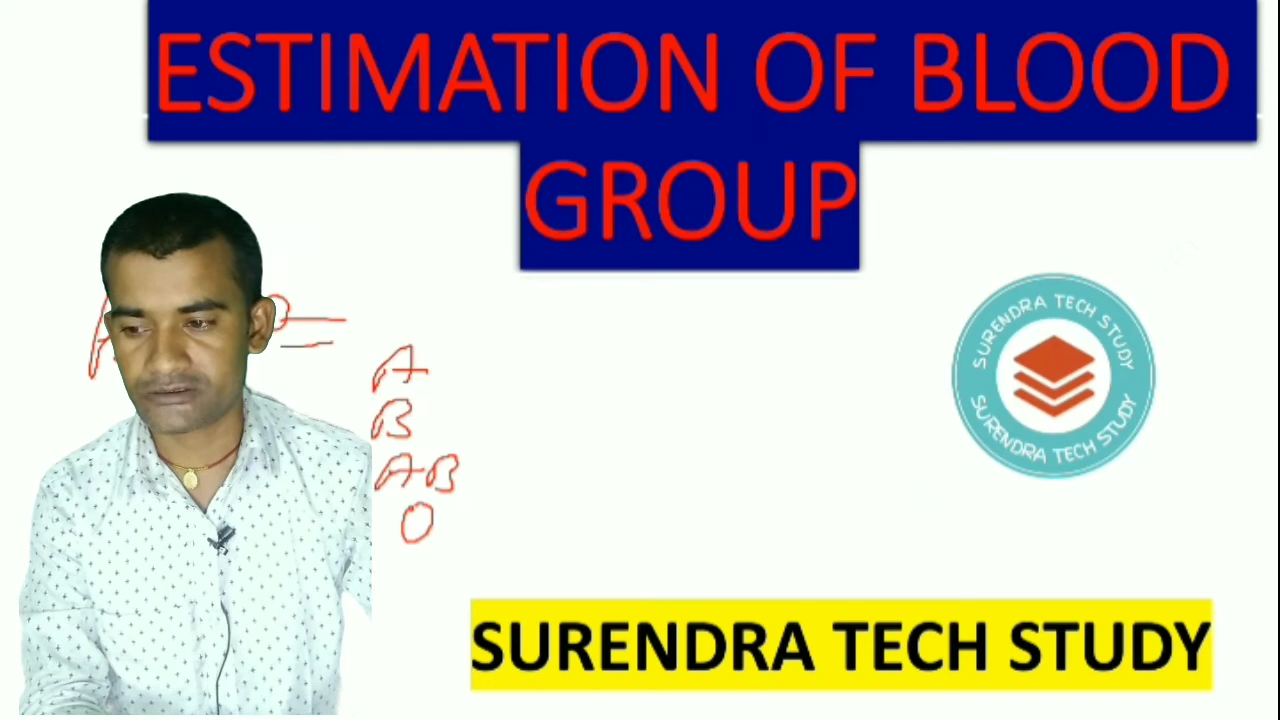 ESTIMATION OF BLOOD
GROUP
SURENDRA TECH STUDY
SURENDRA TECH STUDY
A
B
AB
O
SURENDRA TECH STUDY